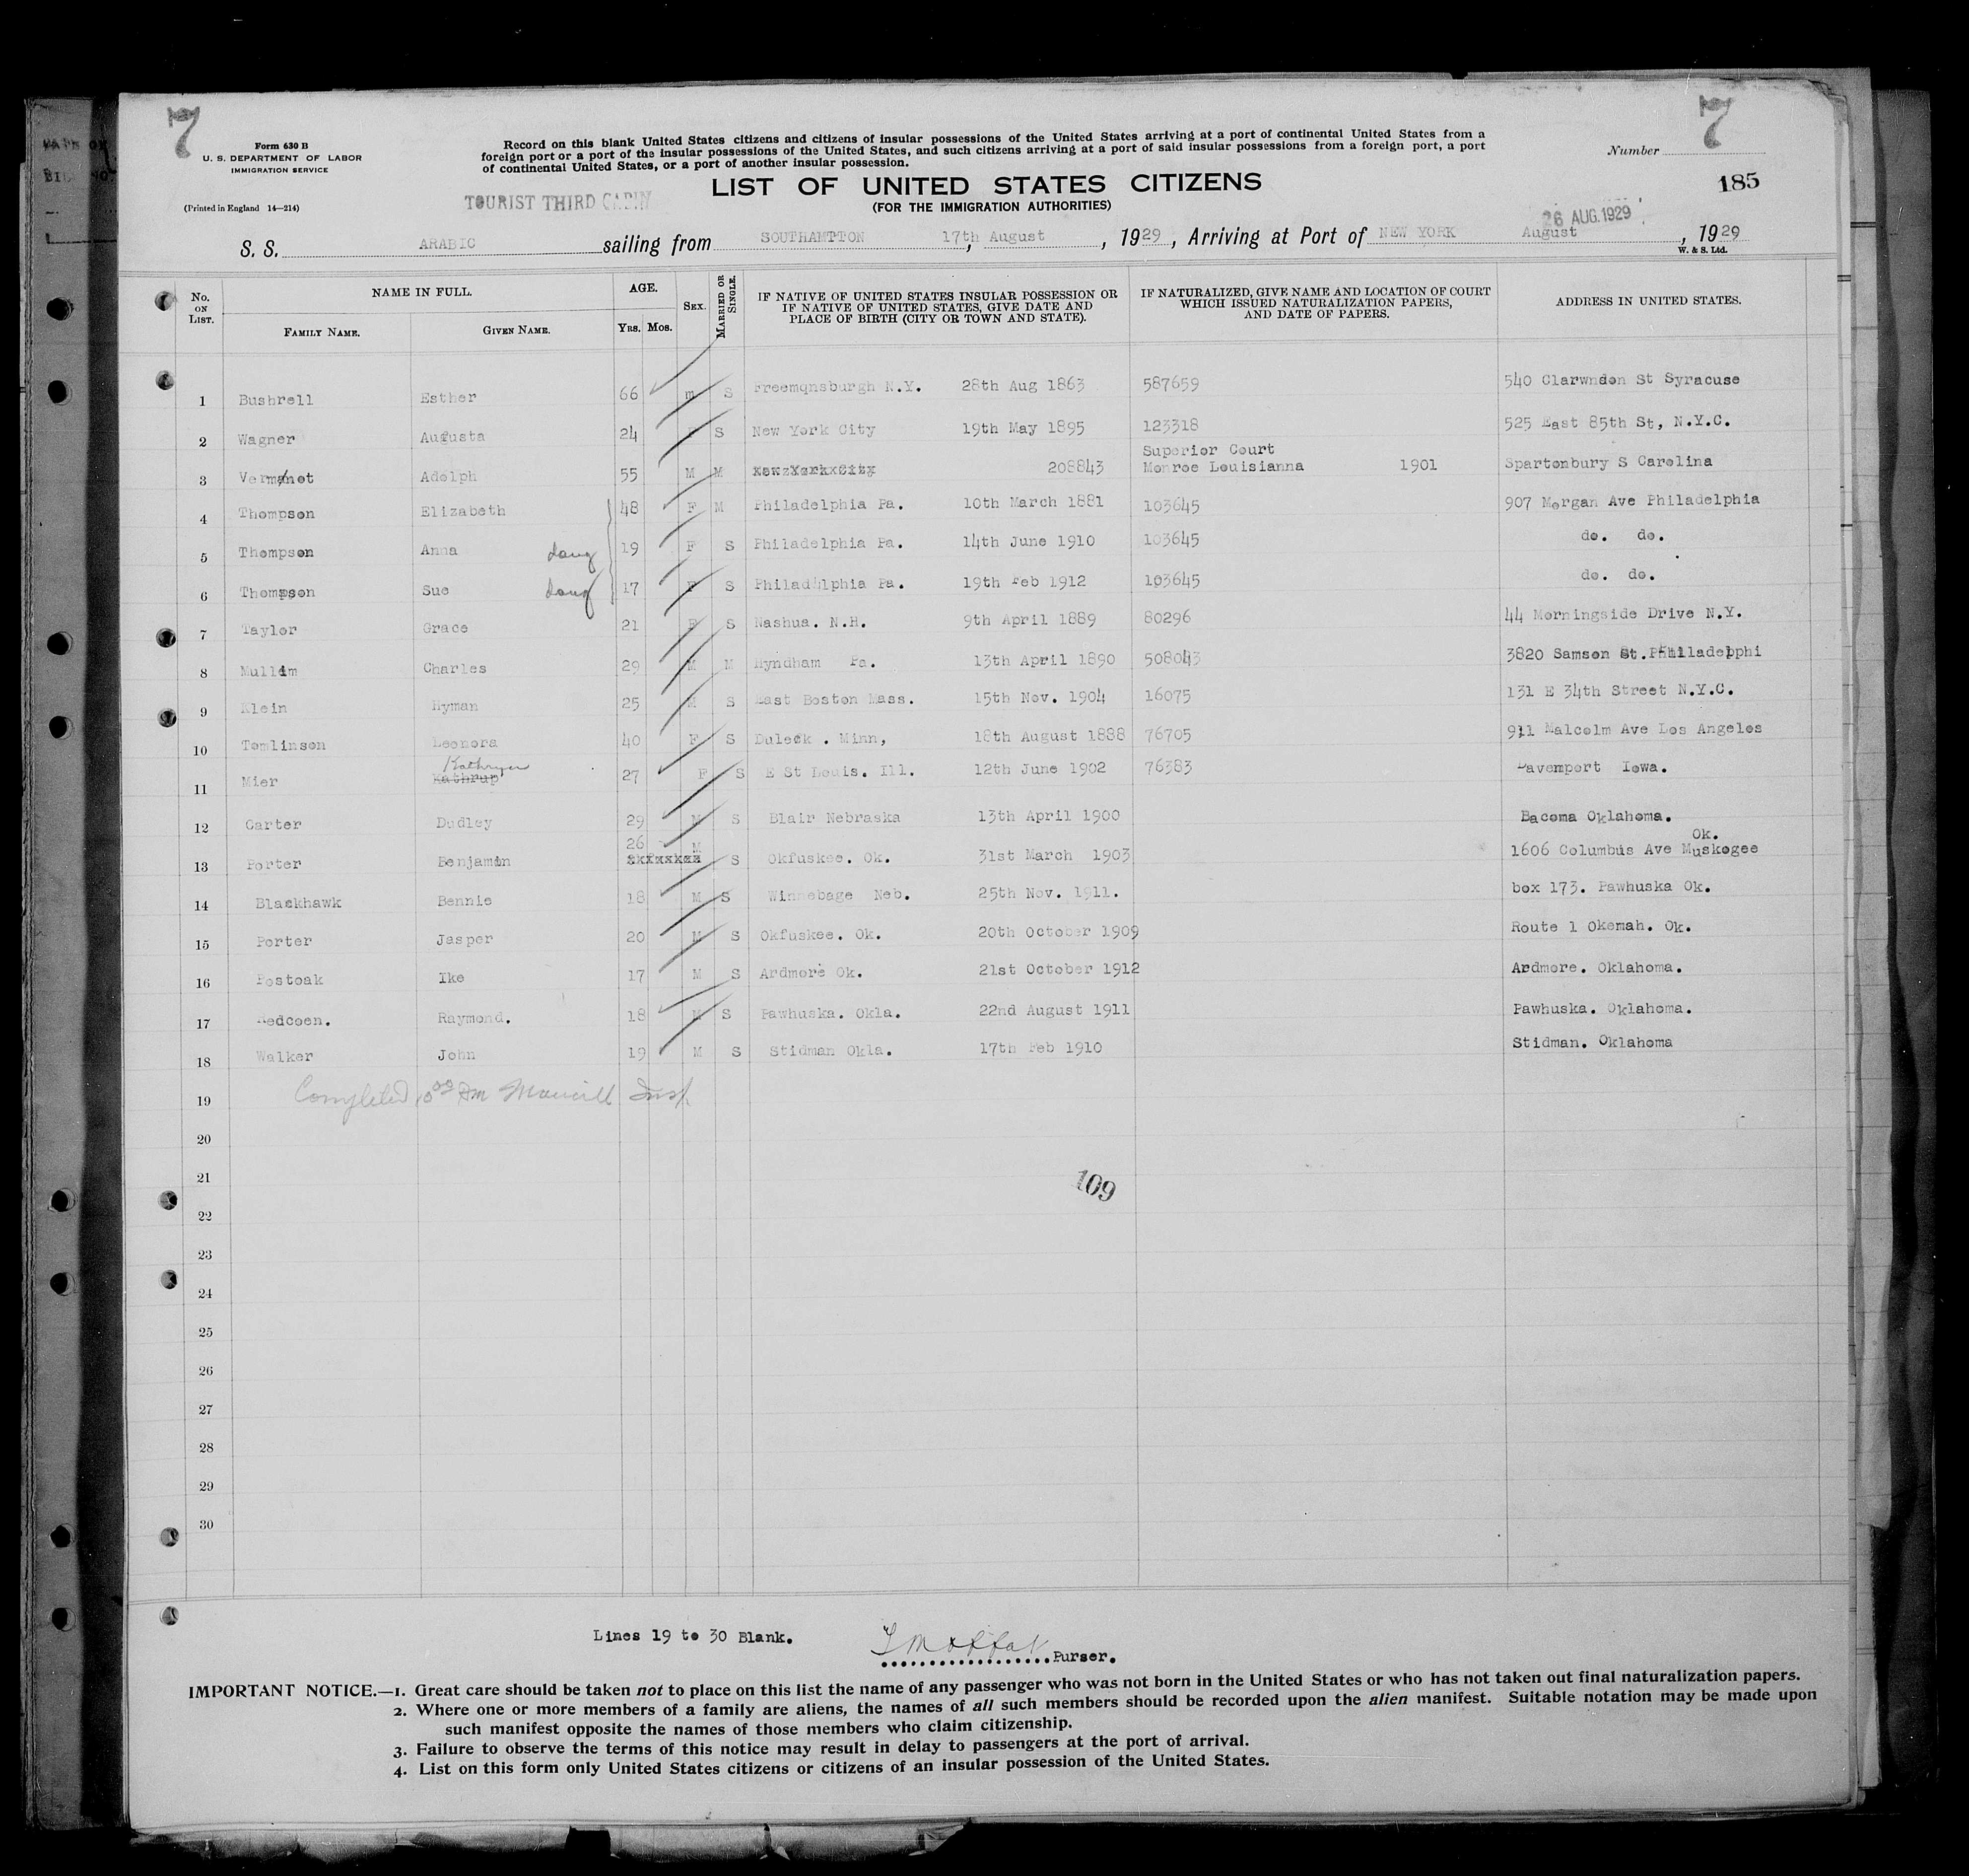 7
7
Form 630 B
U. S. DEPARTMENT OF LABOR
IMMIGRATION SERVICE
(Printed in England 14—214)
Record on this blank United States citizens and citizens of insular possessions of the United States arriving at a port of continental United States from a
foreign port or a port of the insular possessions of the United States, and such citizens arriving at a port of said insular possessions from a foreign port, a port
of continental United States, or a port of another insular possession.
Number
185
LIST OF UNITED STATES CITIZENS
(FOR THE IMMIGRATION AUTHORITIES)
TOURIST THIRD CABIN
26 AUG. 1929
S. S. ARABIC sailing from SOUTHAMPTON 17th, August, 1929, Arriving at Port of NEW YORK August, 1929
W. & S. Ltd.
No. ON LIST. NAME IN FULL. FAMILY NAME. GIVEN NAME. AGE. YRS. MOS. SEX. MARRIED OR SINGLE. IF NATIVE OF UNITED STATES INSULAR POSSESSION OR IF NATIVE OF UNITED STATES, GIVE DATE AND PLACE OF BIRTH (CITY OR TOWN AND STATE). IF NATURALIZED, GIVE NAME AND LOCATION OF COURT WHICH ISSUED NATURALIZATION PAPERS, AND DATE OF PAPERS. ADDRESS IN UNITED STATES.
1 Bushrell Esther 66 m S Freemqnsburgh N.Y. 28th Aug 1863 587659 540 Clarwndon St Syracuse
2 Wagner Augusta 24 F S New York City 19th May 1895 123318 525 East 85th St, N.Y.C.
3 Vermanot Adolph 55 M M 208843 Superior Court Monroe Louisianna 1901 Spartonbury S Carolina
4 Thompson Elizabeth 48 F M Philadelphia Pa. 10th March 1881 103645 907 Morgan Ave Philadelphia
5 Thompson Anna daug 19 F S Philadelphia Pa. 14th June 1910 103645 do. do.
6 Thompson Sue daug 17 F S Philadelphia Pa. 19th Feb 1912 103645 do. do.
7 Taylor Grace 21 F S Nashua. N.H. 9th April 1889 80296 44 Morningside Drive N.Y.
8 Mullim Charles 29 M M Hyndham Pa. 13th April 1890 508043 3820 Samson St. Philladelphi
9 Klein Hyman 25 M S East Boston Mass. 15th Nov. 1904 16075 131 E 34th Street N.Y.C.
10 Tomlinson Leonora 40 F S Duleck . Minn, 18th August 1888 76705 911 Malcolm Ave Los Angelos
11 Mier Kathrup Kathryn 27 F S E St Louis. Ill. 12th June 1902 76383 Davemport Iowa.
12 Carter Dudley 29 M S Blair Nebraska 13th April 1900 Bacoma Oklahoma.
13 Porter Benjamin 26 M S Okfuskee. Ok. 31st March 1903 1606 Columbus Ave Muskogee Ok.
14 Blackhawk Bennie 18 M S Winnebage Neb. 25th Nov. 1911. box 173. Pawhuska Ok.
15 Porter Jasper 20 M S Okfuskee. Ok. 20th October 1909 Route 1 Okemah. Ok.
16 Postoak Ike 17 M S Ardmore Ok. 21st October 1912 Ardmore. Oklahoma.
17 Redcoen. Raymond. 18 M S Pawhuska. Okla. 22nd August 1911 Pawhuska. Oklahoma.
18 Walker John 19 M S Stidman Okla. 17th Feb 1910 Stidman. Oklahoma
19 Completed Insp.
20
21
109
22
23
24
25
26
27
28
29
30
Lines 19 to 30 Blank.
Moffat Purser.
IMPORTANT NOTICE.—1. Great care should be taken not to place on this list the name of any passenger who was not born in the United States or who has not taken out final naturalization papers.
2. Where one or more members of a family are aliens, the names of all such members should be recorded upon the alien manifest. Suitable notation may be made upon
such manifest opposite the names of those members who claim citizenship.
3. Failure to observe the terms of this notice may result in delay to passengers at the port of arrival.
4. List on this form only United States citizens or citizens of an insular possession of the United States.